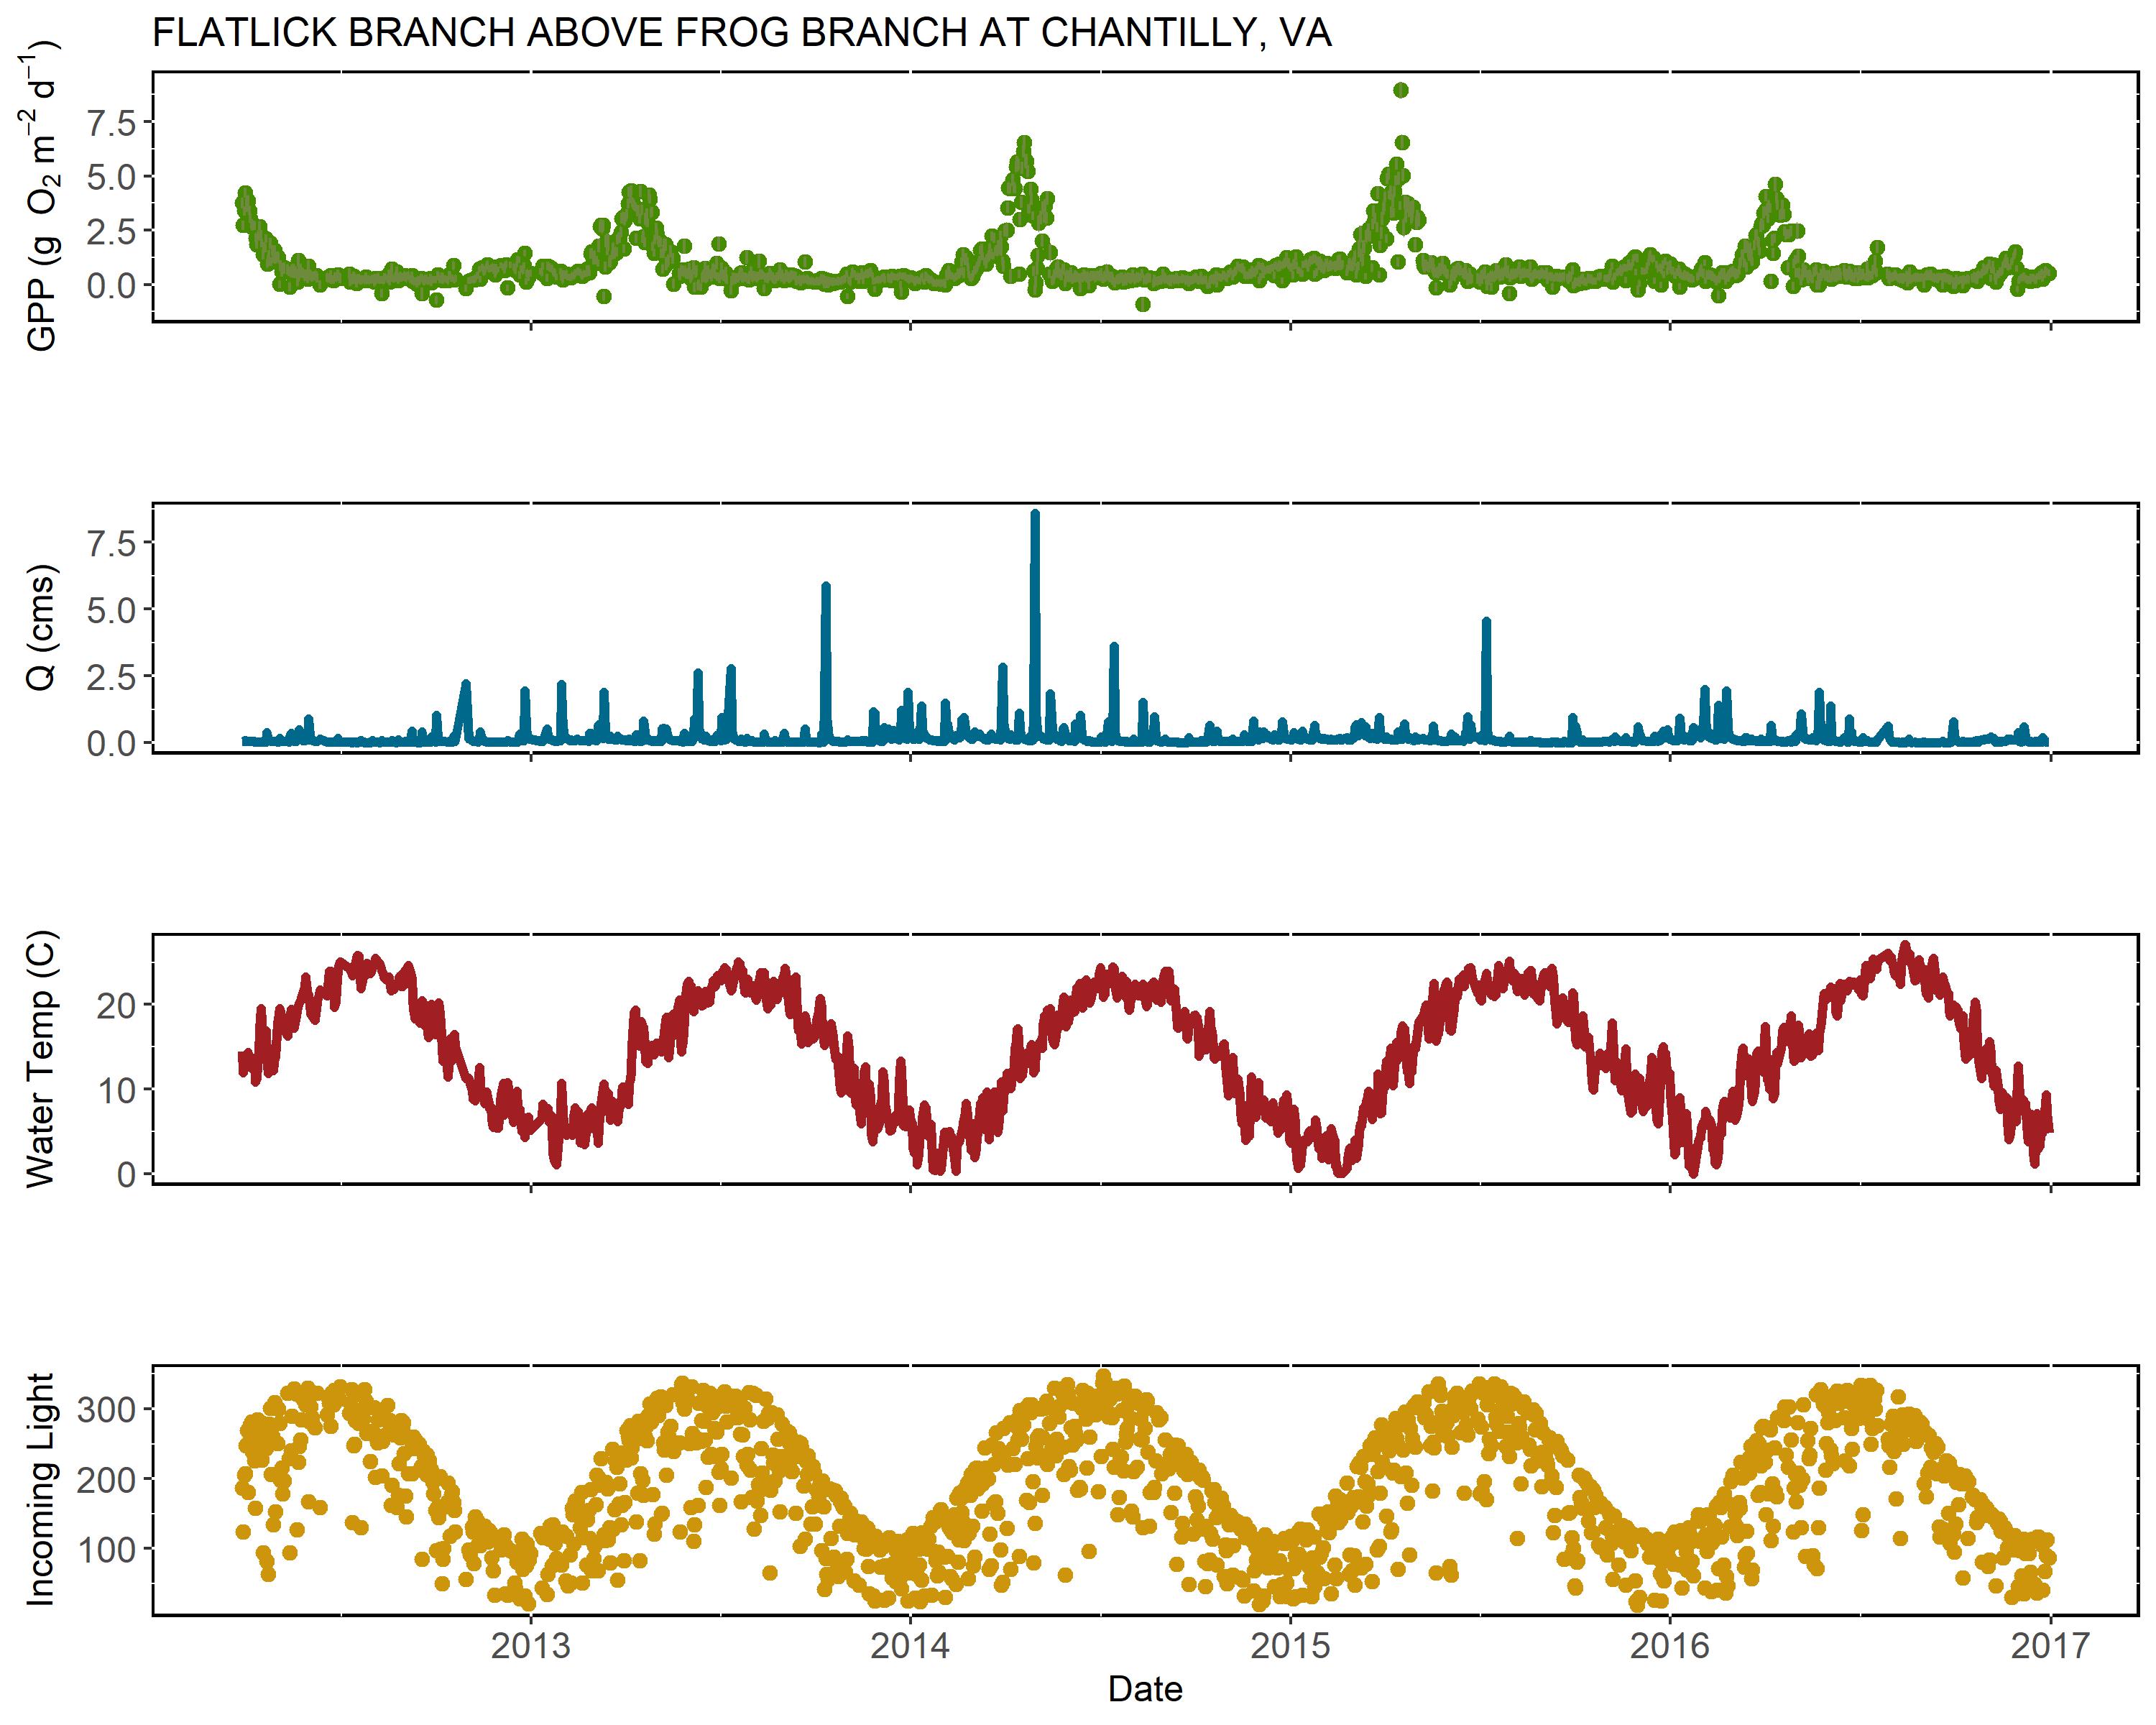 FLATLICK BRANCH ABOVE FROG BRANCH AT CHANTILLY, VA
GPP (g O₂ m⁻² d⁻¹)
7.5
5.0
2.5
0.0
Q (cms)
7.5
5.0
2.5
0.0
Water Temp (C)
20
10
0
Incoming Light
300
200
100
2013 2014 2015 2016 2017
Date